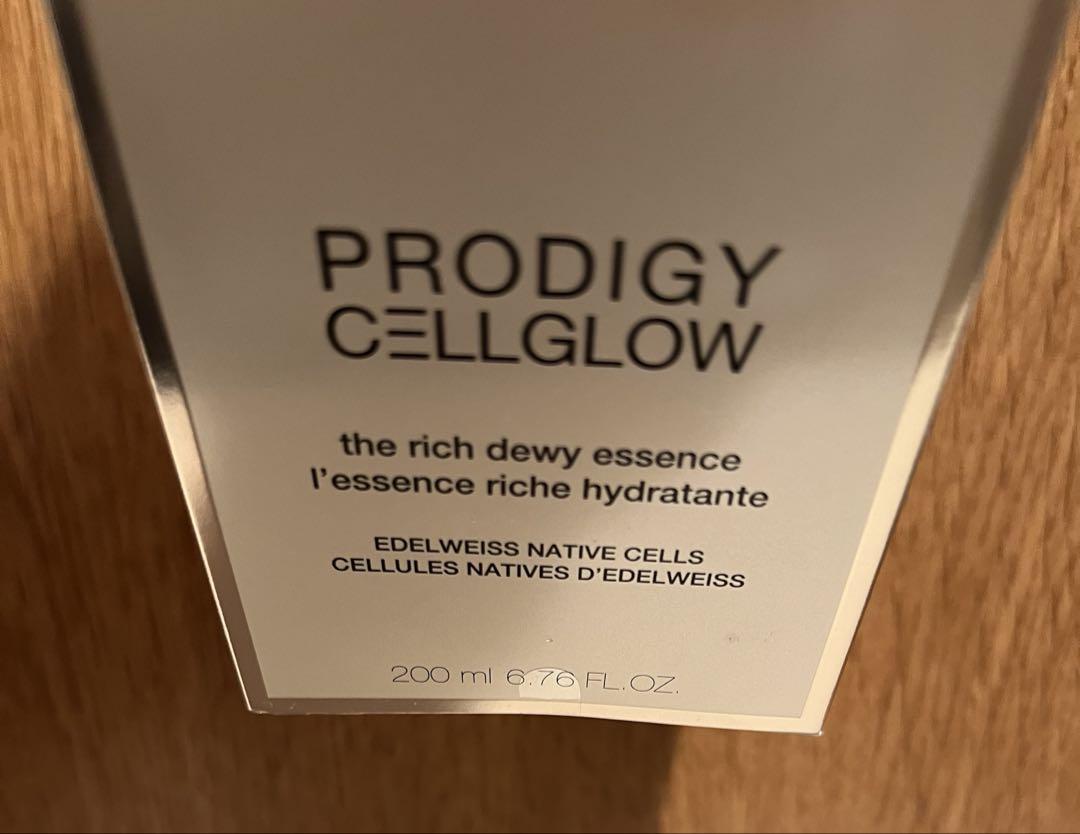 PRODIGY
CELLGLOW
the rich dewy essence
l'essence riche hydratante
EDELWEISS NATIVE CELLS
CELLULES NATIVES D'EDELWEISS
200 ml 6.76 FL.OZ.